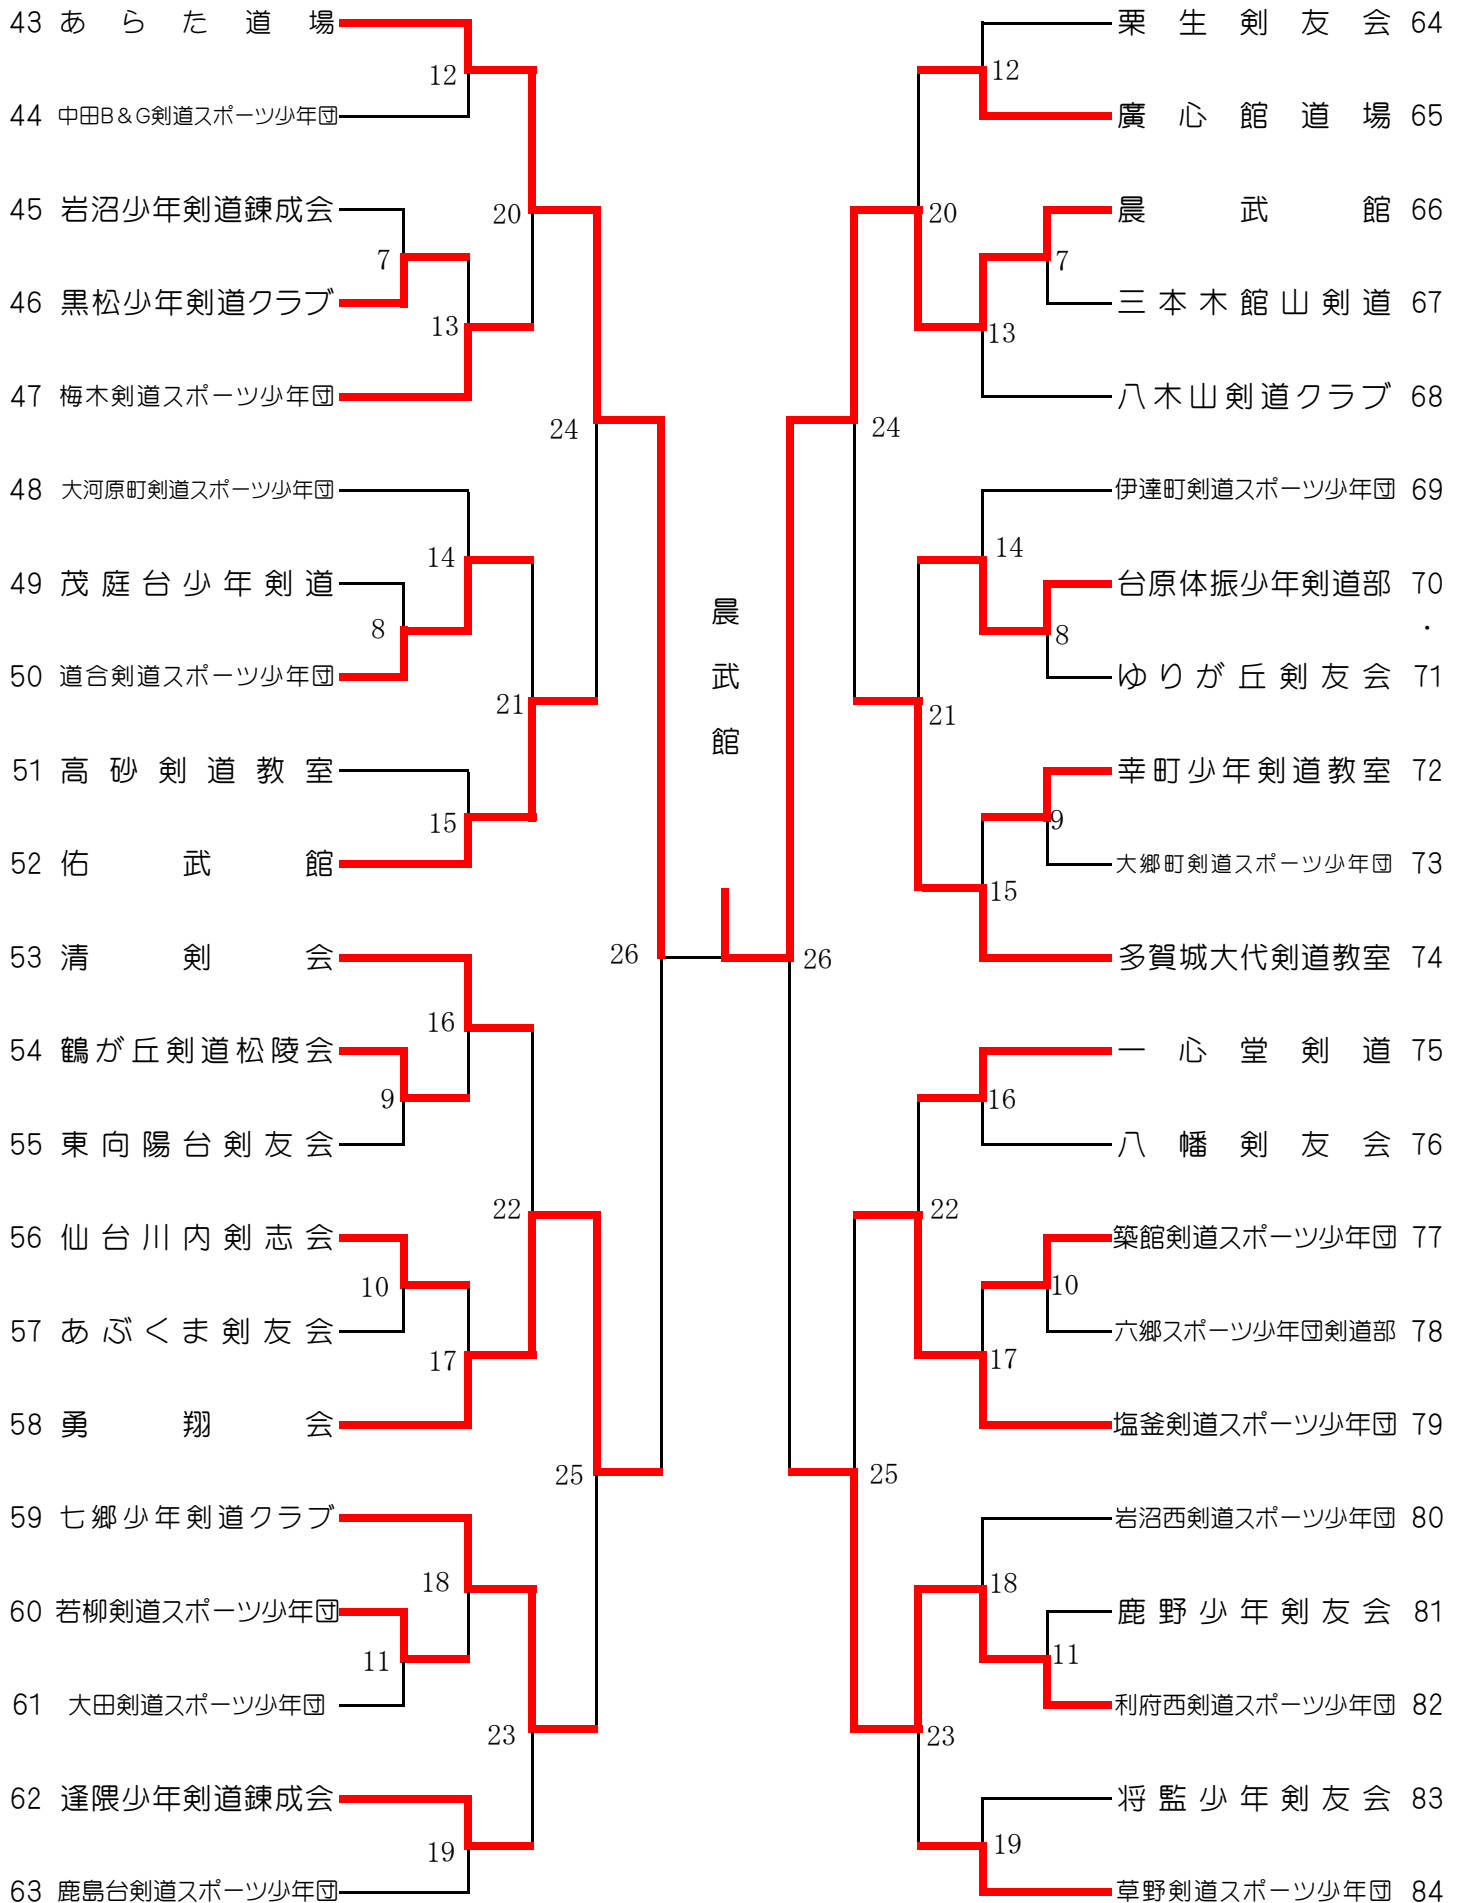 43 あらた道場
12
44 中田B&G剣道スポーツ少年団
45 岩沼少年剣道錬成会
20
7
46 黒松少年剣道クラブ
13
47 梅木剣道スポーツ少年団
24
48 大河原町剣道スポーツ少年団
14
49 茂庭台少年剣道
8
50 道合剣道スポーツ少年団
21
51 高砂剣道教室
15
52 佑武館
53 清剣会
26
16
54 鶴が丘剣道松陵会
9
55 東向陽台剣友会
22
56 仙台川内剣志会
10
57 あぶくま剣友会
17
58 勇翔会
25
59 七郷少年剣道クラブ
18
60 若柳剣道スポーツ少年団
11
61 大田剣道スポーツ少年団
23
62 逢隈少年剣道錬成会
19
63 鹿島台剣道スポーツ少年団
晨武館
栗生剣友会 64
12
廣心館道場 65
晨武館 66
20
7
三本木館山剣道 67
13
八木山剣道クラブ 68
24
伊達町剣道スポーツ少年団 69
14
台原体振少年剣道部 70
.
8
ゆりが丘剣友会 71
21
幸町少年剣道教室 72
9
大郷町剣道スポーツ少年団 73
15
多賀城大代剣道教室 74
26
一心堂剣道 75
16
八幡剣友会 76
22
築館剣道スポーツ少年団 77
10
六郷スポーツ少年団剣道部 78
17
塩釜剣道スポーツ少年団 79
25
岩沼西剣道スポーツ少年団 80
18
鹿野少年剣友会 81
11
利府西剣道スポーツ少年団 82
23
将監少年剣友会 83
19
草野剣道スポーツ少年団 84